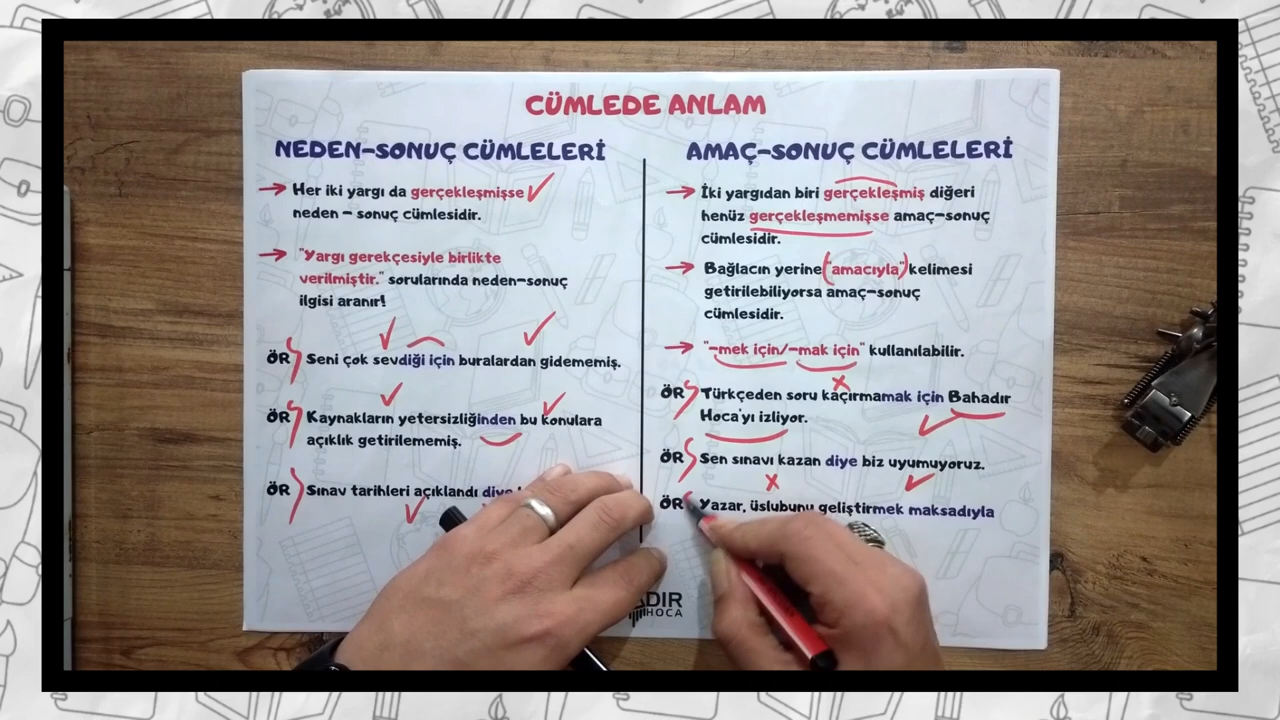 CÜMLEDE ANLAM
NEDEN-SONUÇ CÜMLELERİ
Her iki yargı da gerçekleşmişse
neden - sonuç cümlesidir.
"Yargı gerekçesiyle birlikte
verilmiştir." sorularında neden-sonuç
ilgisi aranır!
ÖR Seni çok sevdiği için buralardan gidememiş.
ÖR Kaynakların yetersizliğinden bu konulara
açıklık getirilememiş.
ÖR Sınav tarihleri açıklandı diye
AMAÇ-SONUÇ CÜMLELERİ
İki yargıdan biri gerçekleşmiş diğeri
henüz gerçekleşmemişse amaç-sonuç
cümlesidir.
Bağlacın yerine "amacıyla" kelimesi
getirilebiliyorsa amaç-sonuç
cümlesidir.
"-mek için/-mak için" kullanılabilir.
ÖR Türkçeden soru kaçırmamak için Bahadır
Hoca'yı izliyor.
ÖR Sen sınavı kazan diye biz uyumuyoruz.
ÖR Yazar, üslubunu geliştirmek maksadıyla
HOCA